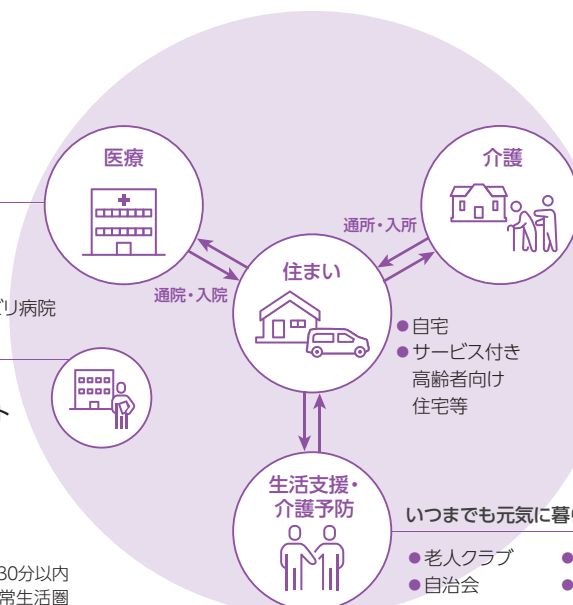 医療
介護
通所・入所
住まい
通院・入院
リ病院
●自宅
●サービス付き
高齢者向け
住宅等
ト
生活支援・
介護予防
いつまでも元気に暮
●老人クラブ ●
●自治会 ●
30分以内
常生活圏